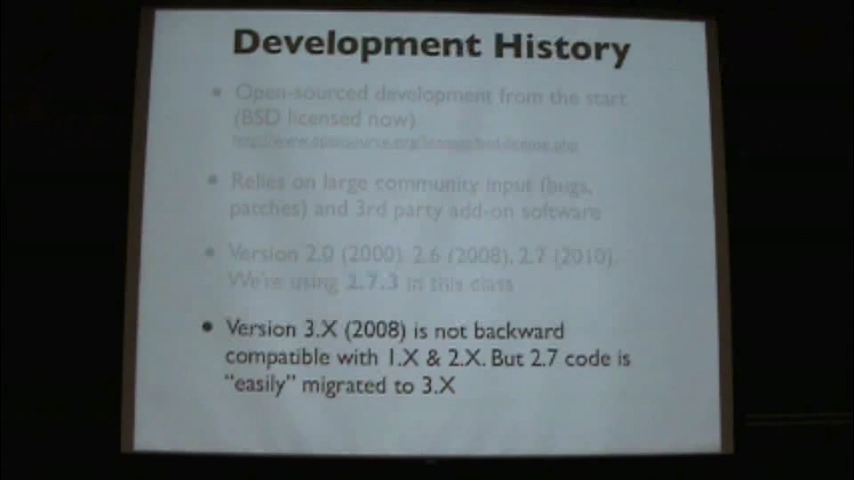 Development History
• Open-sourced development from the start
(BSD licensed now)
• Relies on large community input (bugs,
patches) and 3rd party add-on software
• Version 2.0 (2000), 2.6 (2008), 2.7 (2010).
We're using 2.7.3 in this class
• Version 3.X (2008) is not backward
compatible with 1.X & 2.X. But 2.7 code is
“easily” migrated to 3.X